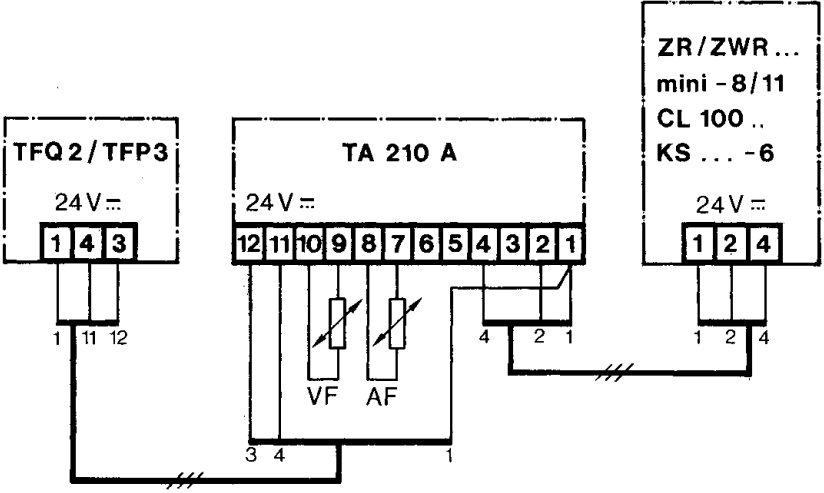 ZR/ZWR ...
mini -8/11
CL 100 ..
KS ... -6
24V
1 2 4
1 2 4
TFQ2/TFP3
24V
1 4 3
1 11 12
TA 210 A
24V
12 11 10 9 8 7 6 5 4 3 2 1
4 2 1
VF AF
3 4 1